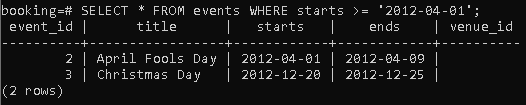 booking=# SELECT * FROM events WHERE starts >= '2012-04-01';
 event_id |      title       |   starts   |    ends    | venue_id
----------+------------------+------------+------------+----------
        2 | April Fools Day  | 2012-04-01 | 2012-04-09 |
        3 | Christmas Day    | 2012-12-20 | 2012-12-25 |
(2 rows)